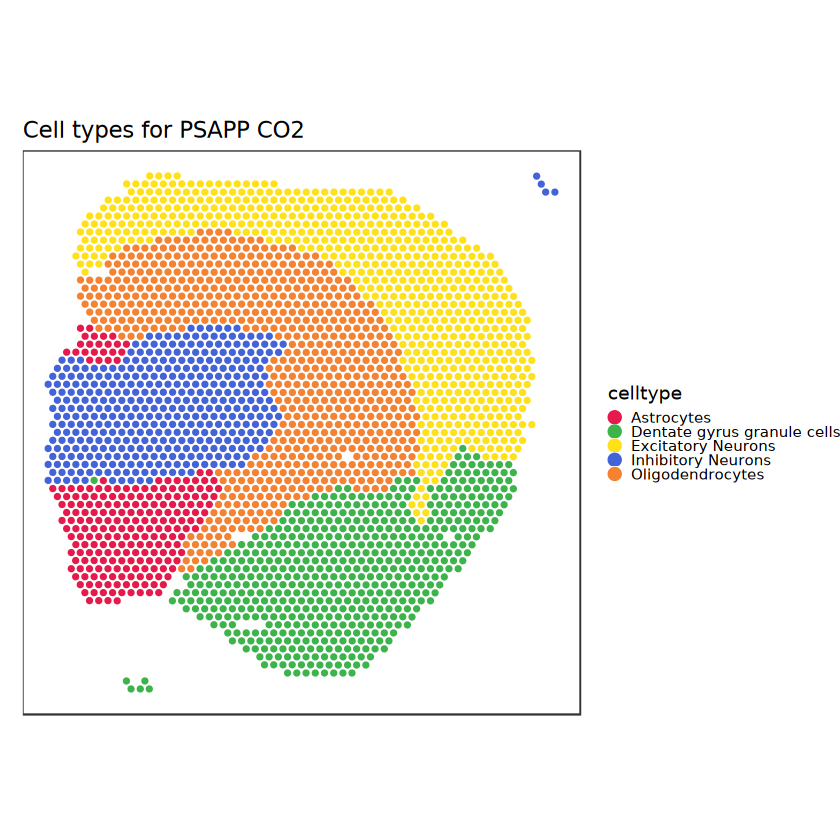 Cell types for PSAPP CO2
celltype
Astrocytes
Dentate gyrus granule cells
Excitatory Neurons
Inhibitory Neurons
Oligodendrocytes